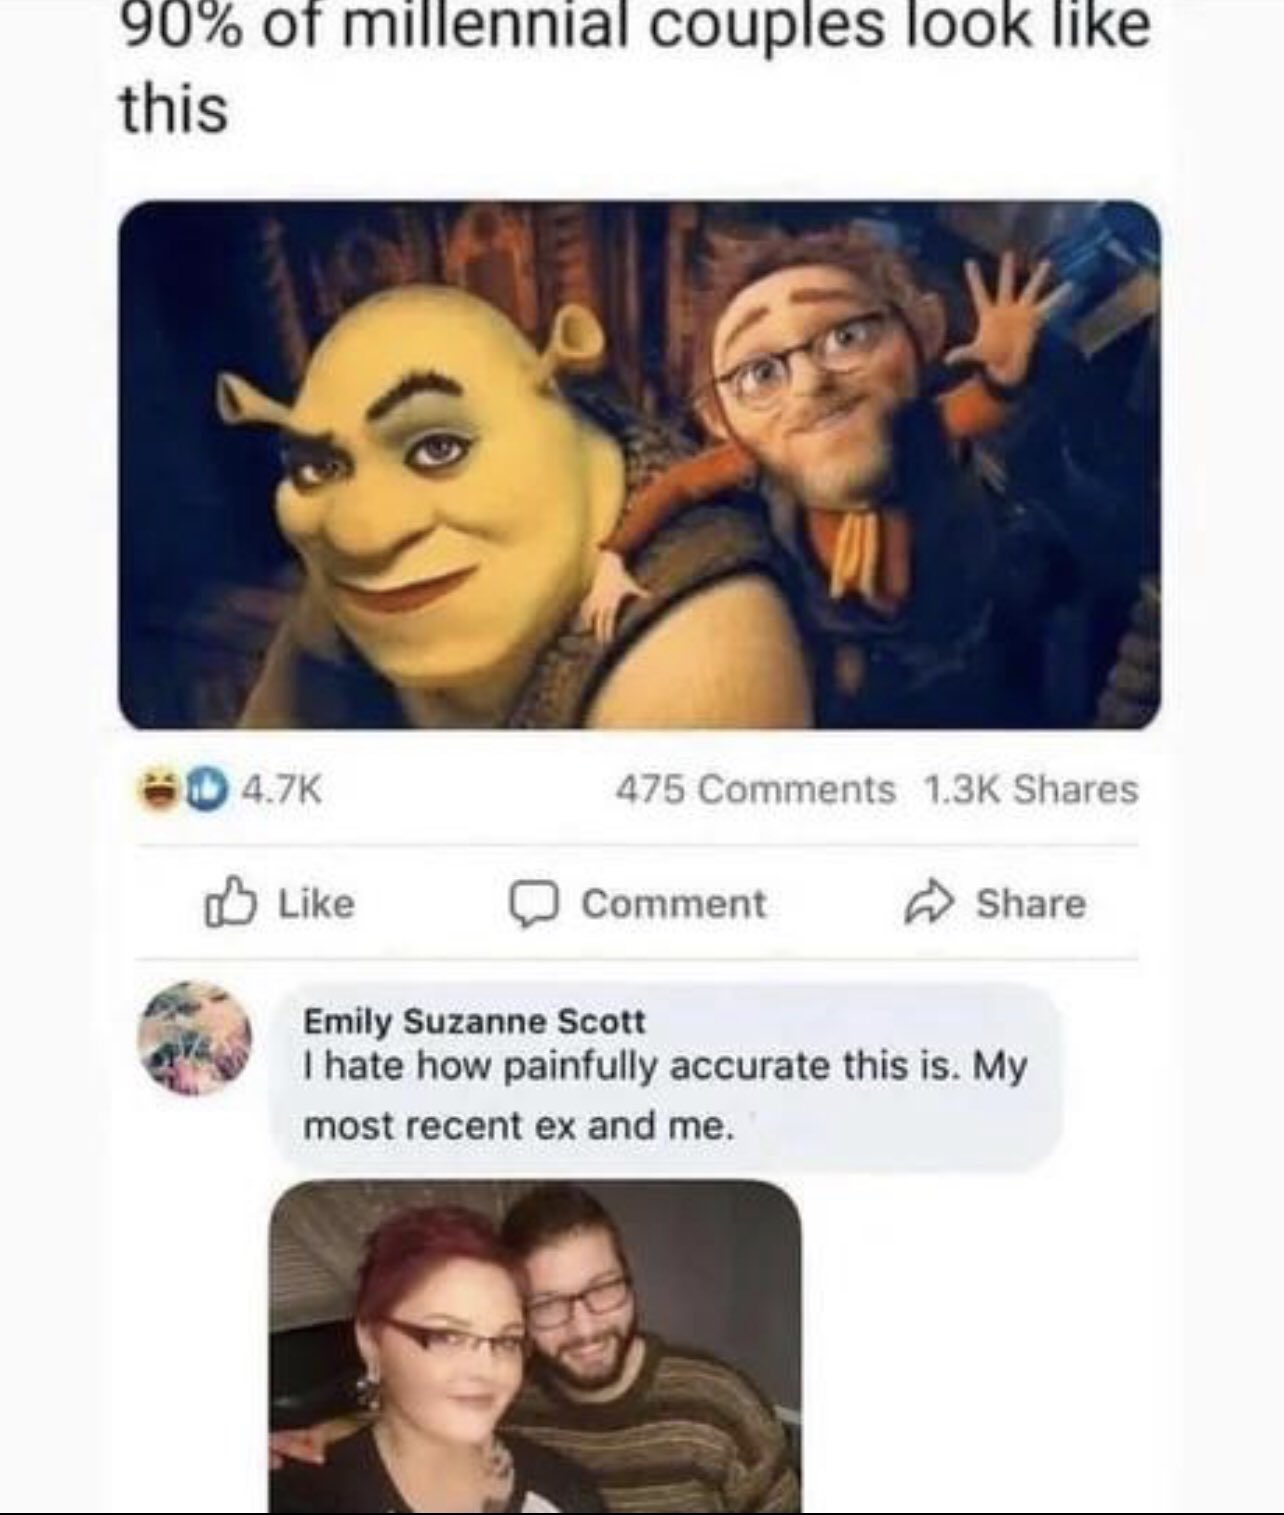 90% of millennial couples look like
this
4.7K
475 Comments 1.3K Shares
Like
Comment
Share
Emily Suzanne Scott
I hate how painfully accurate this is. My
most recent ex and me.